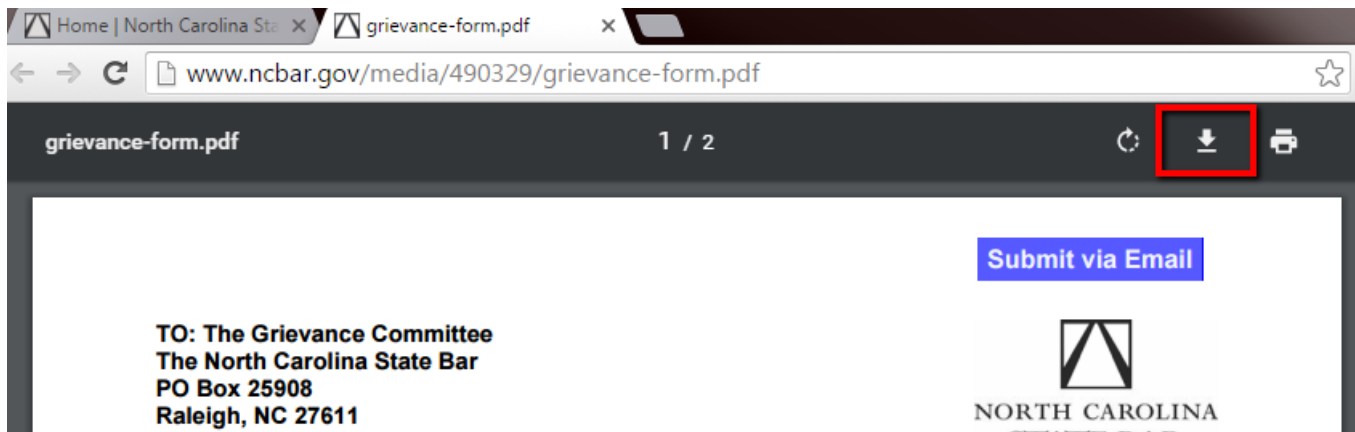 Home | North Carolina Sta
grievance-form.pdf
www.ncbar.gov/media/490329/grievance-form.pdf
grievance-form.pdf
1 / 2
Submit via Email
TO: The Grievance Committee
The North Carolina State Bar
PO Box 25908
Raleigh, NC 27611
NORTH CAROLINA